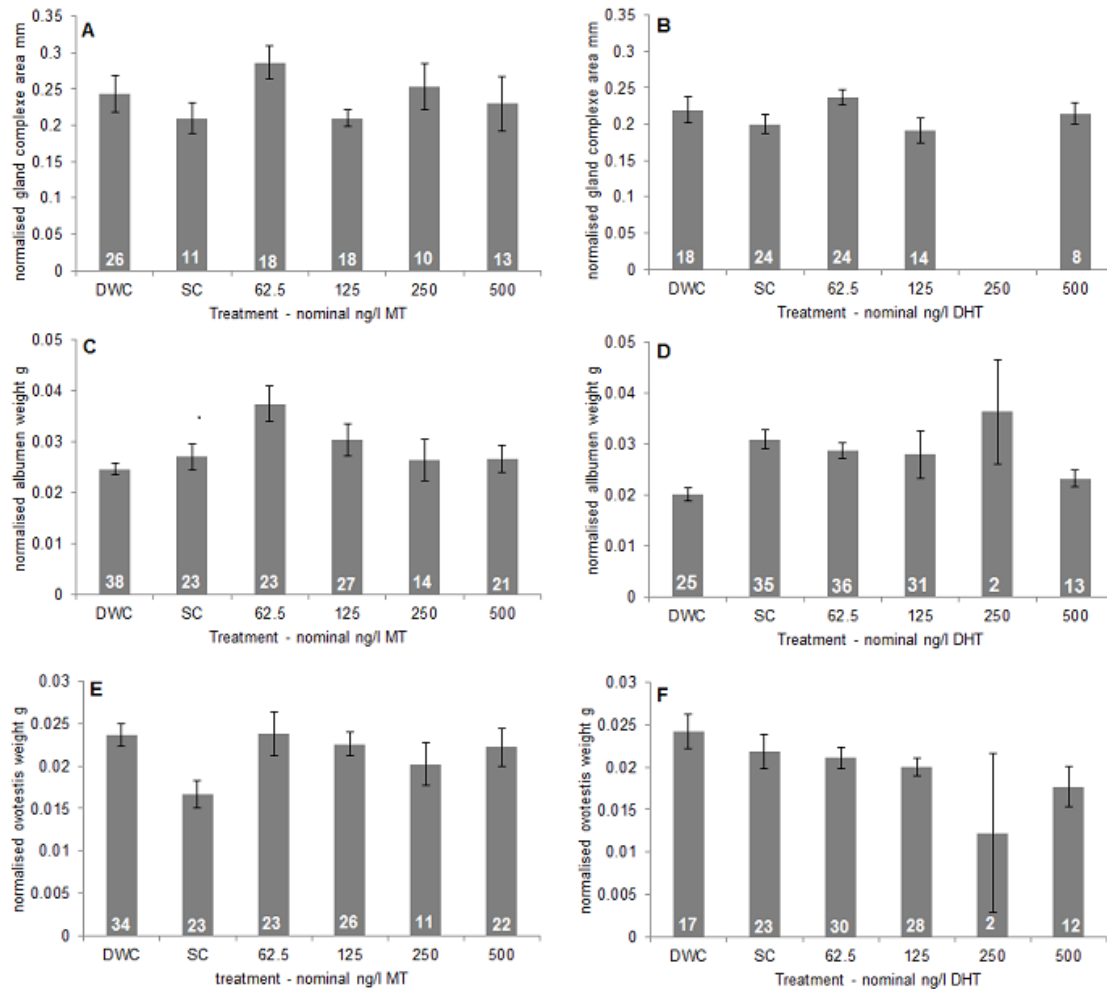 A
normalised gland complexe area mm
0.35
0.3
0.25
0.2
0.15
0.1
0.05
0
26 11 18 18 10 13
DWC SC 62.5 125 250 500
Treatment - nominal ng/l MT
B
normalised gland complexe area mm
0.35
0.3
0.25
0.2
0.15
0.1
0.05
0
18 24 24 14 8
DWC SC 62.5 125 250 500
Treatment - nominal ng/l DHT
C
normalised albumen weight g
0.05
0.04
0.03
0.02
0.01
0
38 23 23 27 14 21
DWC SC 62.5 125 250 500
Treatment - nominal ng/l MT
D
normalised allbumen weight g
0.05
0.04
0.03
0.02
0.01
0
25 35 36 31 2 13
DWC SC 62.5 125 250 500
Treatment - nominal ng/l DHT
E
normalised ovotestis weight g
0.03
0.025
0.02
0.015
0.01
0.005
0
34 23 23 26 11 22
DWC SC 62.5 125 250 500
treatment - nominal ng/l MT
F
normalised ovotestis weight g
0.03
0.025
0.02
0.015
0.01
0.005
0
17 23 30 28 2 12
DWC SC 62.5 125 250 500
Treatment - nominal ng/l DHT